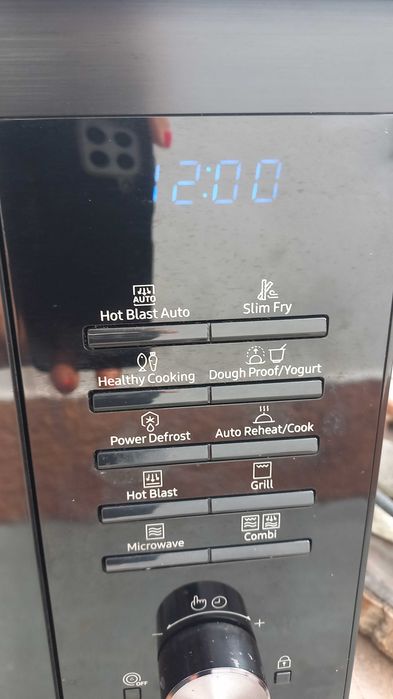 12:00
AUTO
Hot Blast Auto Slim Fry
Healthy Cooking Dough Proof/Yogurt
Power Defrost Auto Reheat/Cook
Hot Blast Grill
Microwave Combi
- +
OFF